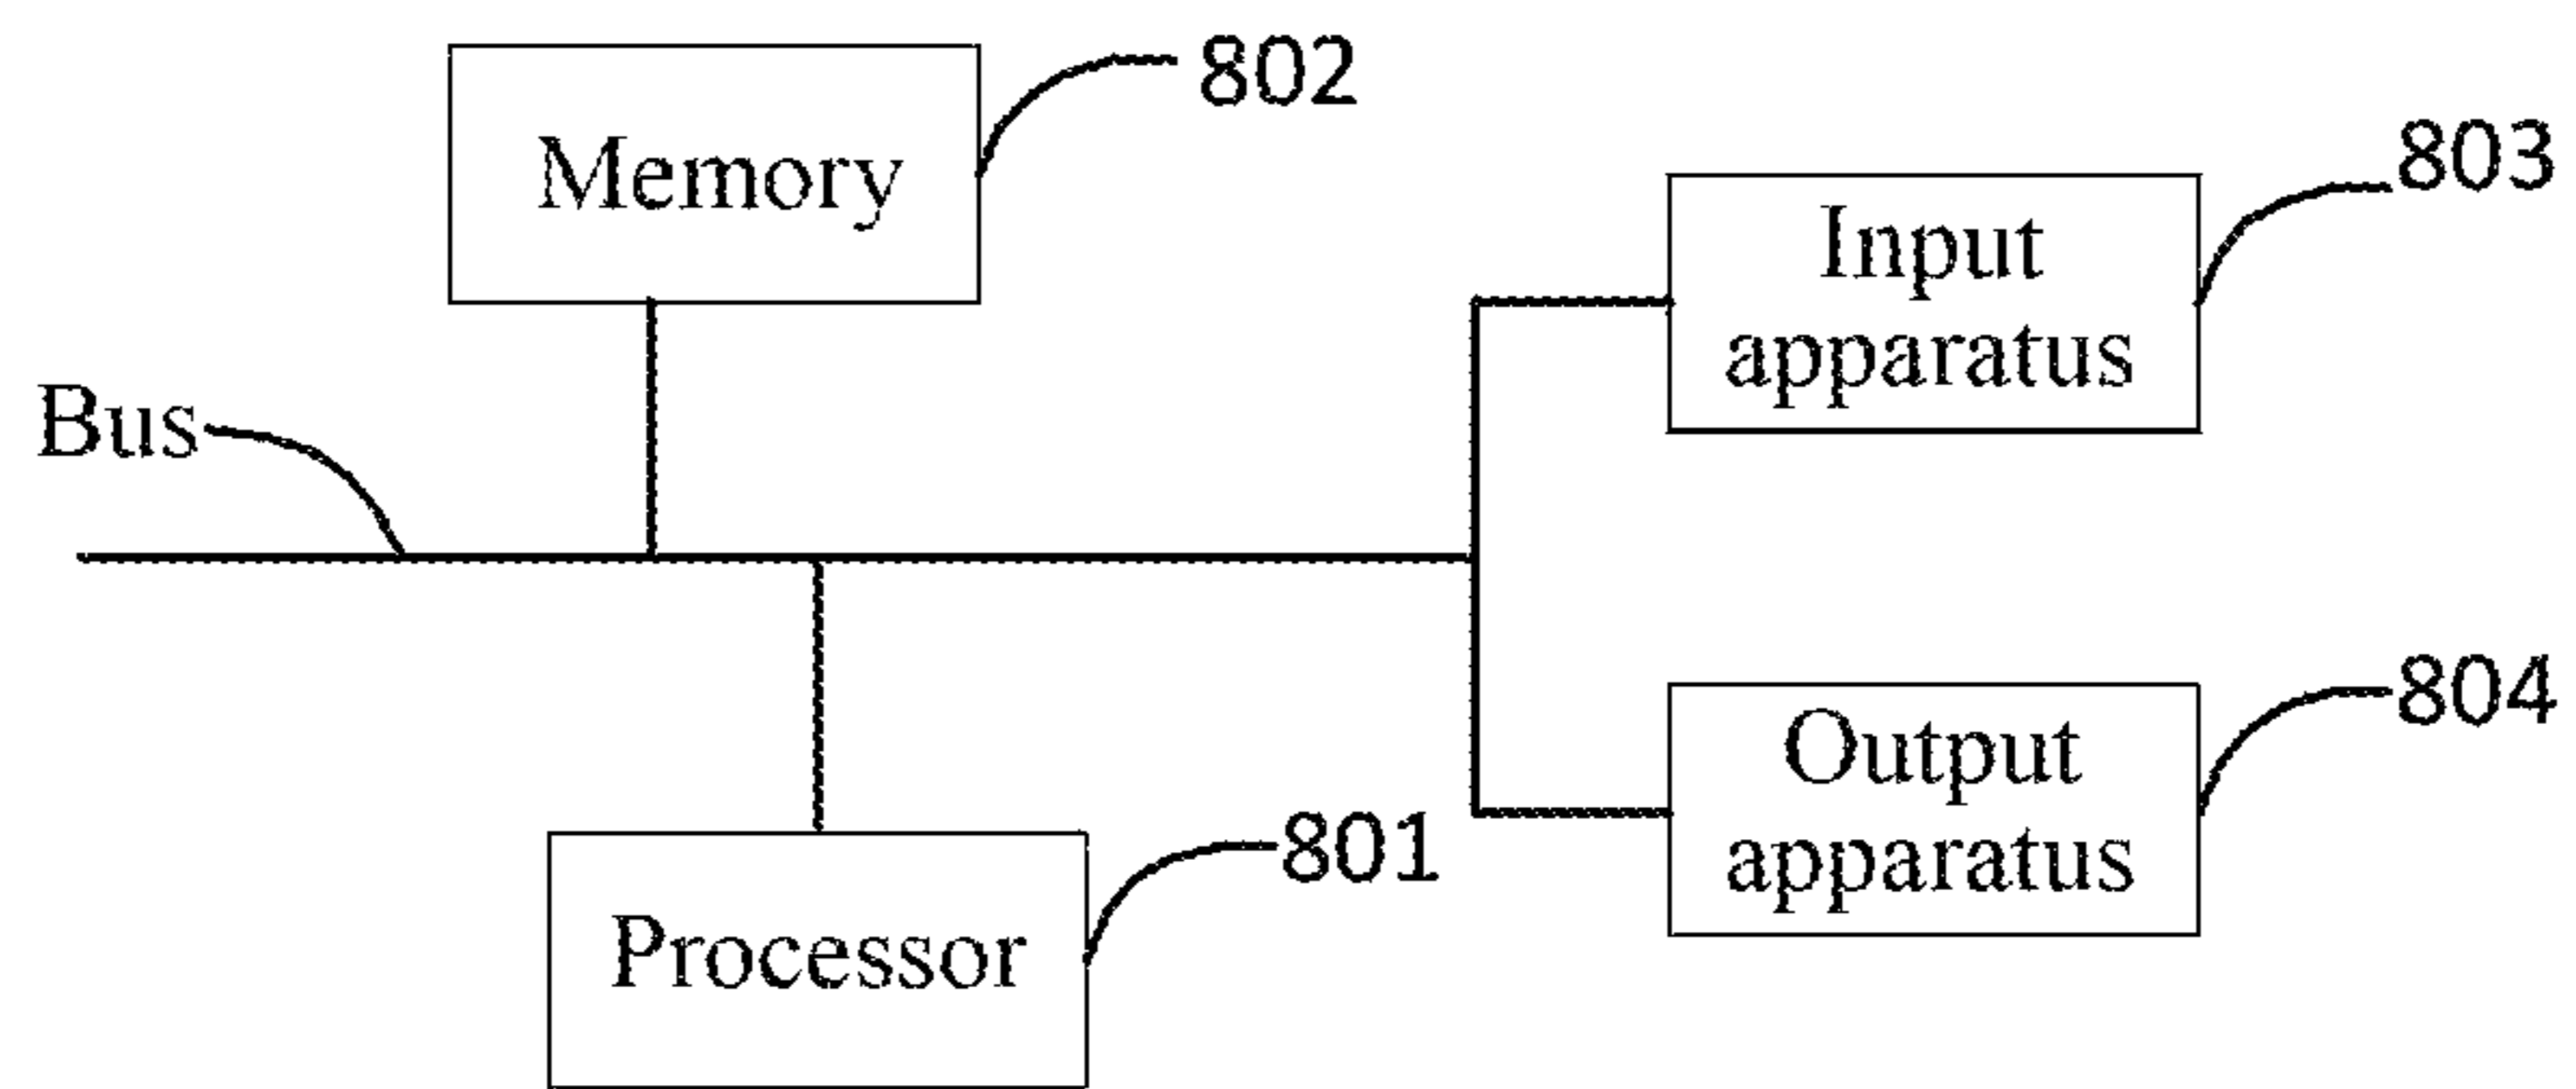 802
Memory
803
Input
apparatus
Bus
804
Output
apparatus
801
Processor